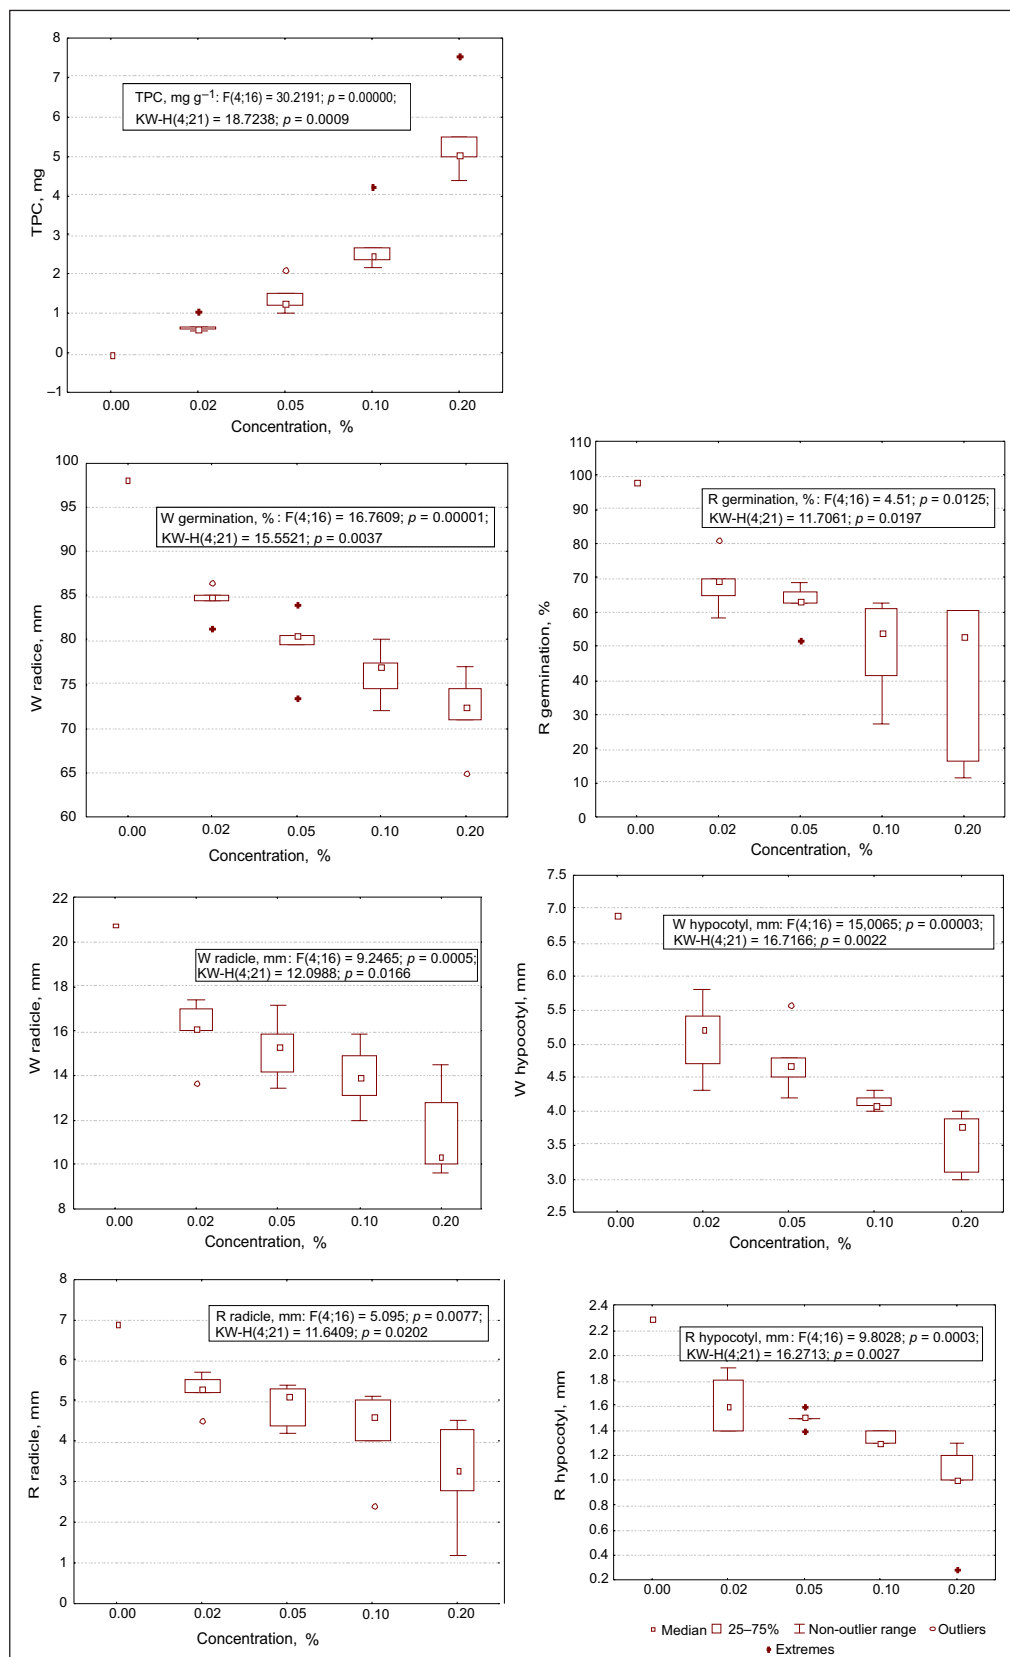 8
7
6
5
4
3
2
1
0
–1
TPC, mg
TPC, mg g–1: F(4;16) = 30.2191; p = 0.00000;
KW-H(4;21) = 18.7238; p = 0.0009
0.00 0.02 0.05 0.10 0.20
Concentration, %
100
95
90
85
80
75
70
65
60
W radice, mm
W germination, % : F(4;16) = 16.7609; p = 0.00001;
KW-H(4;21) = 15.5521; p = 0.0037
0.00 0.02 0.05 0.10 0.20
Concentration, %
110
100
90
80
70
60
50
40
30
20
10
0
R germination, %
R germination, % : F(4;16) = 4.51; p = 0.0125;
KW-H(4;21) = 11.7061; p = 0.0197
0.00 0.02 0.05 0.10 0.20
Concentration, %
22
20
18
16
14
12
10
8
W radicle, mm
W radicle, mm : F(4;16) = 9.2465; p = 0.0005;
KW-H(4;21) = 12.0988; p = 0.0166
0.00 0.02 0.05 0.10 0.20
Concentration, %
7.5
7.0
6.5
6.0
5.5
5.0
4.5
4.0
3.5
3.0
2.5
W hypocotyl, mm
W hypocotyl, mm: F(4;16) = 15,0065; p = 0.00003;
KW-H(4;21) = 16.7166; p = 0.0022
0.00 0.02 0.05 0.10 0.20
Concentration, %
8
7
6
5
4
3
2
1
0
R radicle, mm
R radicle, mm: F(4;16) = 5.095; p = 0.0077;
KW-H(4;21) = 11.6409; p = 0.0202
0.00 0.02 0.05 0.10 0.20
Concentration, %
2.4
2.2
2.0
1.8
1.6
1.4
1.2
1.0
0.8
0.6
0.4
0.2
R hypocotyl, mm
R hypocotyl, mm : F(4;16) = 9.8028; p = 0.0003;
KW-H(4;21) = 16.2713; p = 0.0027
0.00 0.02 0.05 0.10 0.20
Median 25–75% Non-outlier range Outliers
Extremes